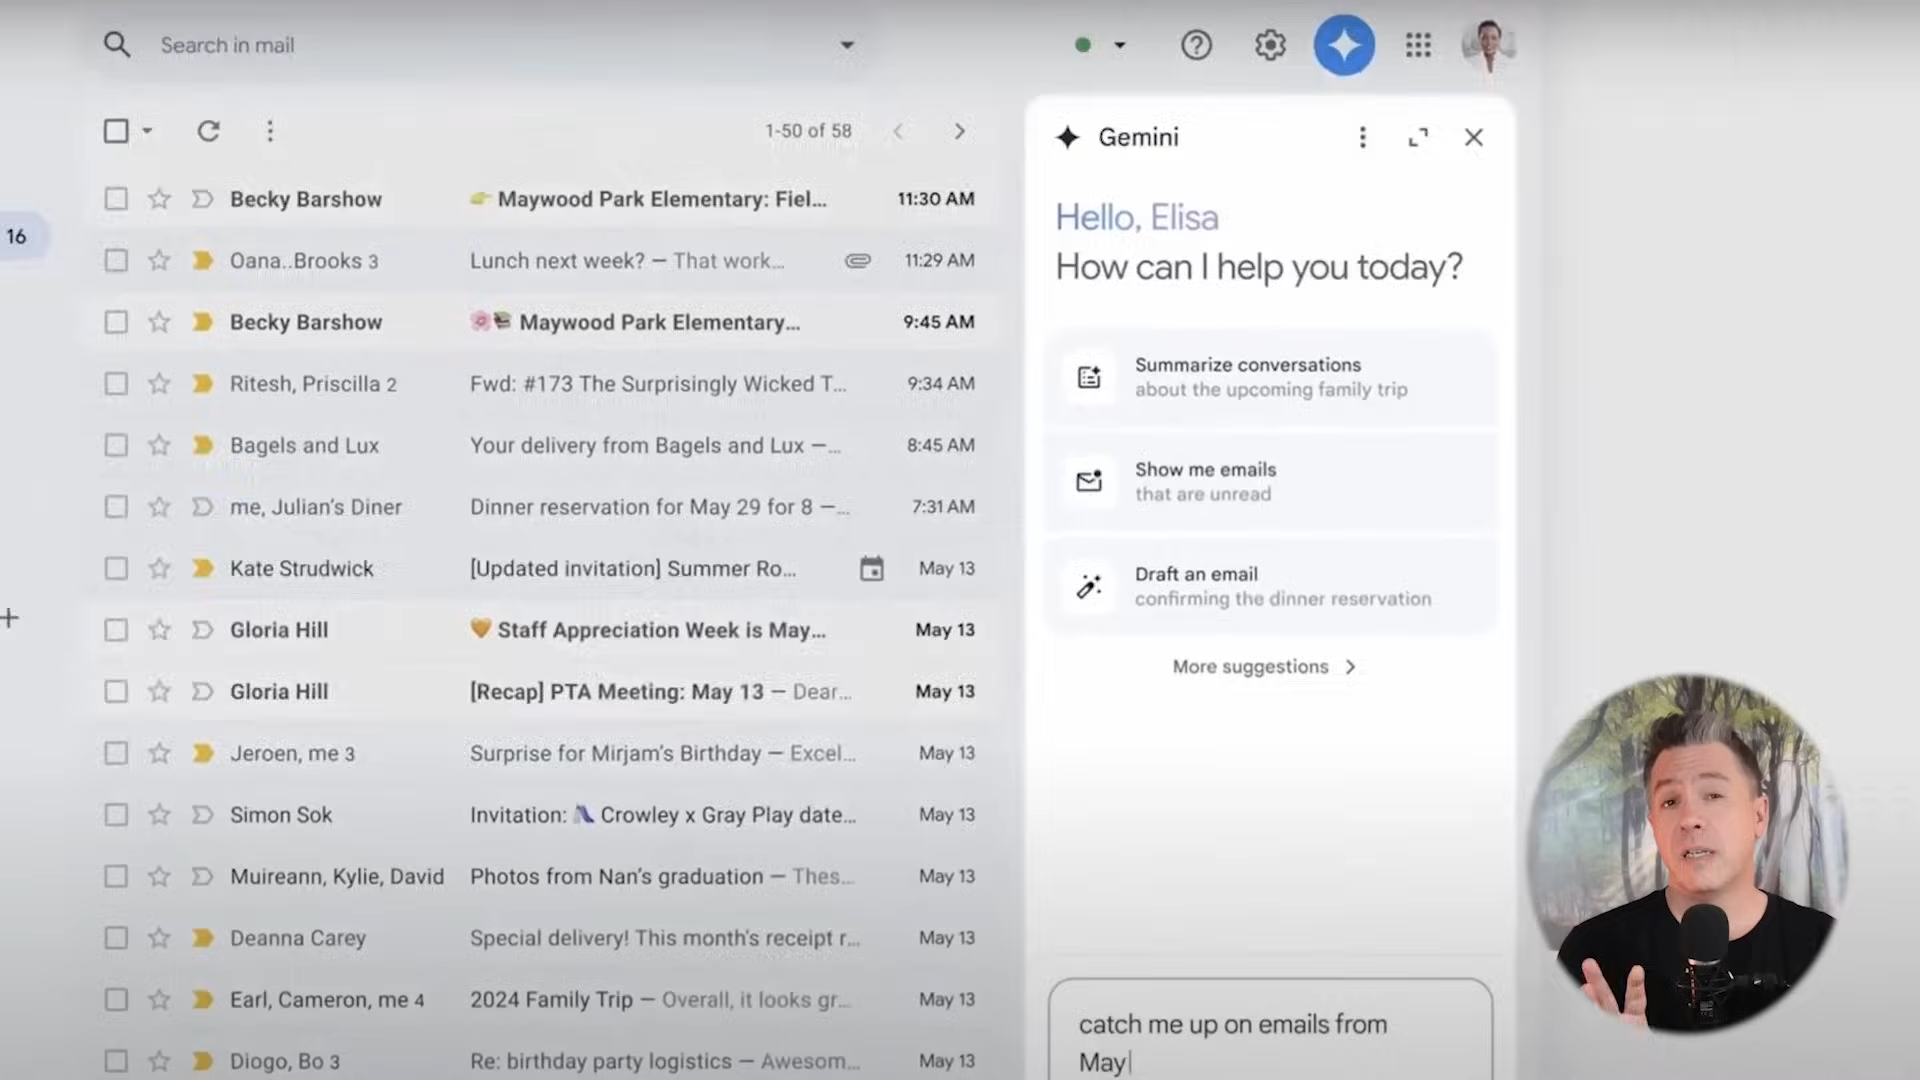 Search in mail
1-50 of 58
Gemini
Hello, Elisa
How can I help you today?
16
Becky Barshow Maywood Park Elementary: Fiel... 11:30 AM
Oana..Brooks 3 Lunch next week? – That work... 11:29 AM
Becky Barshow Maywood Park Elementary... 9:45 AM
Ritesh, Priscilla 2 Fwd: #173 The Surprisingly Wicked T... 9:34 AM
Bagels and Lux Your delivery from Bagels and Lux –... 8:45 AM
me, Julian's Diner Dinner reservation for May 29 for 8 –... 7:31 AM
Kate Strudwick [Updated invitation] Summer Ro... May 13
Gloria Hill Staff Appreciation Week is May... May 13
Gloria Hill [Recap] PTA Meeting: May 13 – Dear... May 13
Jeroen, me 3 Surprise for Mirjam's Birthday – Excel... May 13
Simon Sok Invitation: Crowley x Gray Play date... May 13
Muireann, Kylie, David Photos from Nan's graduation – Thes... May 13
Deanna Carey Special delivery! This month's receipt r... May 13
Earl, Cameron, me 4 2024 Family Trip – Overall, it looks gr... May 13
Diogo, Bo 3 Re: birthday party logistics – Awesom... May 13
Summarize conversations
about the upcoming family trip
Show me emails
that are unread
Draft an email
confirming the dinner reservation
More suggestions
catch me up on emails from
May